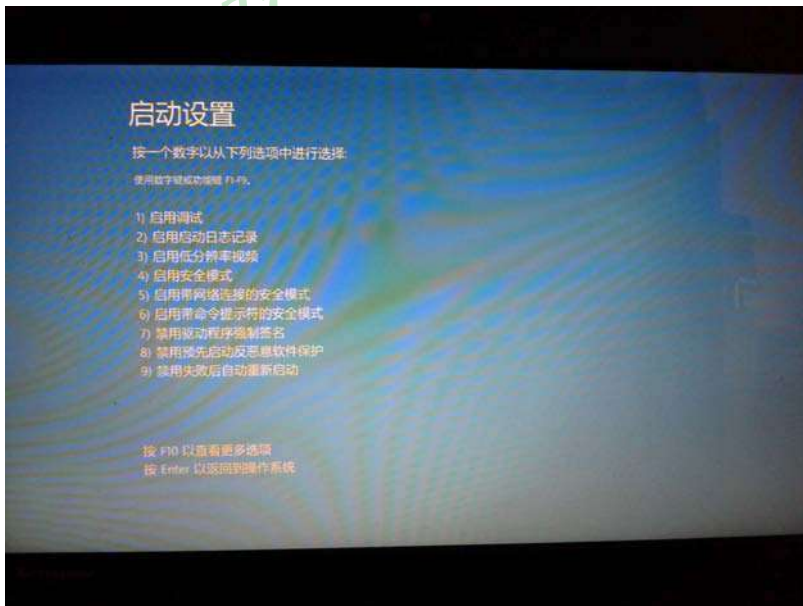 启动设置
按一个数字以从下列选项中进行选择:
使用数字键或功能键 F1-F9。
1) 启用调试
2) 启用启动日志记录
3) 启用低分辨率视频
4) 启用安全模式
5) 启用带网络连接的安全模式
6) 启用带命令提示符的安全模式
7) 禁用驱动程序强制签名
8) 禁用预先启动反恶意软件保护
9) 禁用失败后自动重新启动
按 F10 以查看更多选项
按 Enter 以返回到操作系统